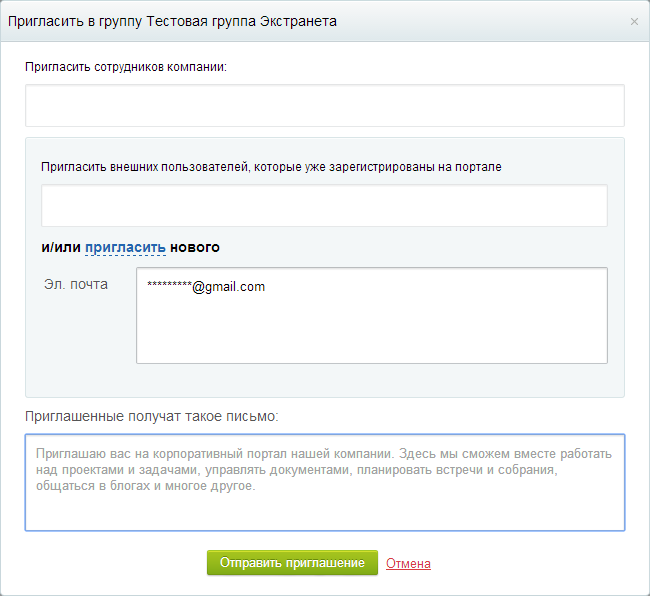 Пригласить в группу Тестовая группа Экстранета ×
Пригласить сотрудников компании:
Пригласить внешних пользователей, которые уже зарегистрированы на портале
и/или пригласить нового
Эл. почта
*********@gmail.com
Приглашенные получат такое письмо:
Приглашаю вас на корпоративный портал нашей компании. Здесь мы сможем вместе работать
над проектами и задачами, управлять документами, планировать встречи и собрания,
общаться в блогах и многое другое.
Отправить приглашение Отмена